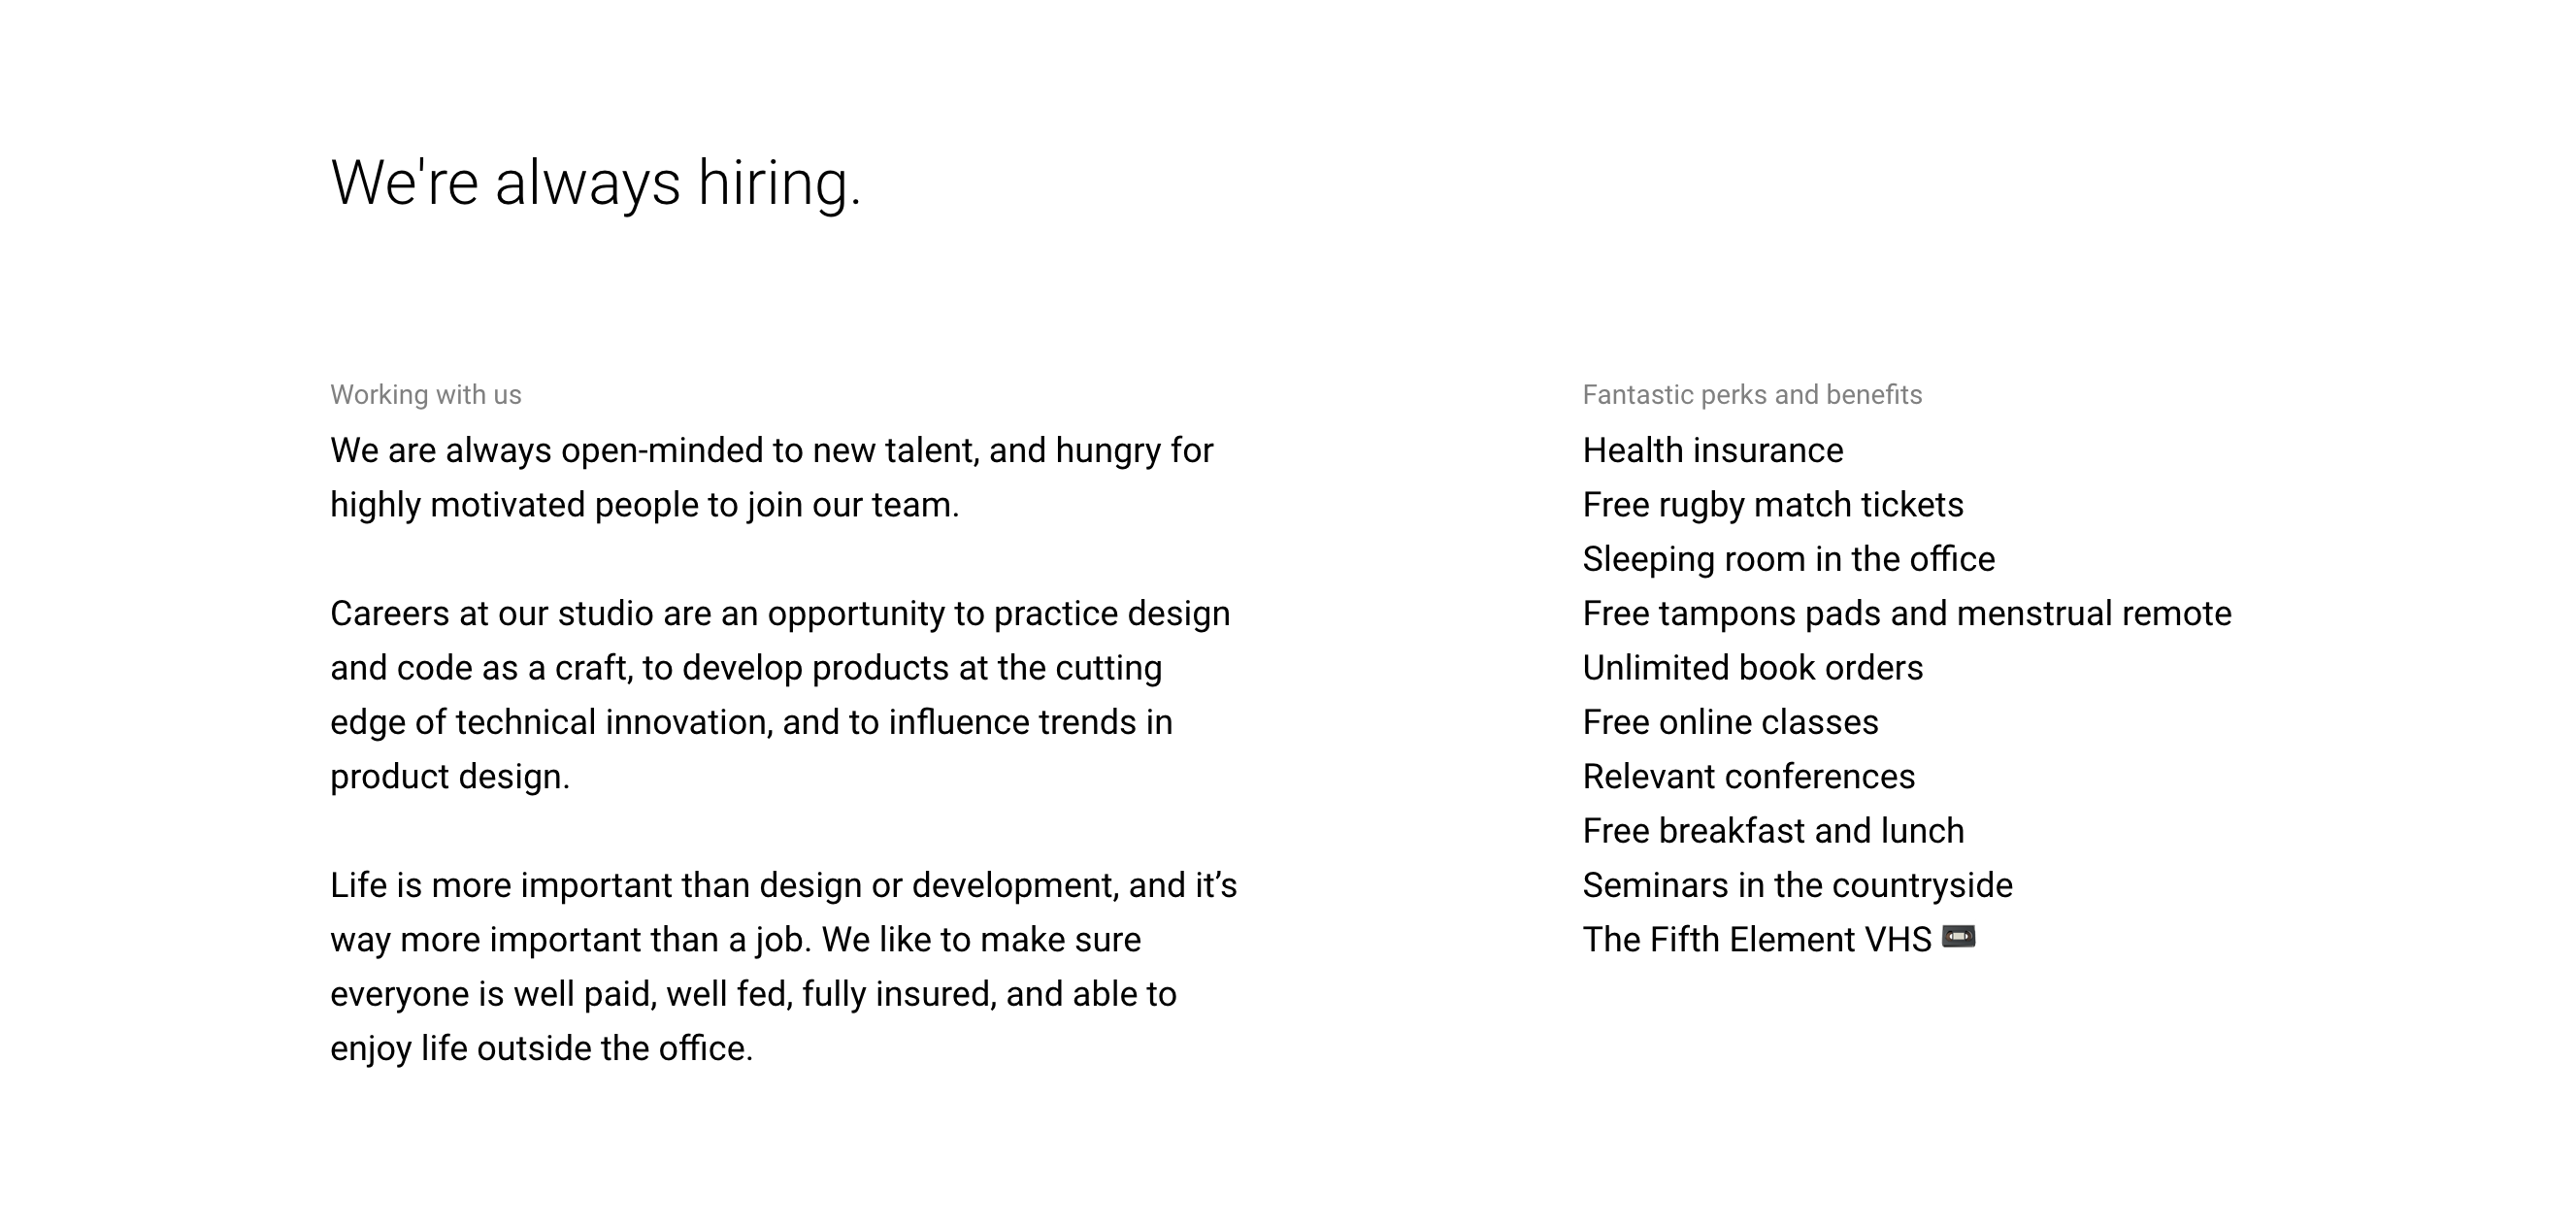 We're always hiring.
Working with us
We are always open-minded to new talent, and hungry for
highly motivated people to join our team.
Careers at our studio are an opportunity to practice design
and code as a craft, to develop products at the cutting
edge of technical innovation, and to influence trends in
product design.
Life is more important than design or development, and it’s
way more important than a job. We like to make sure
everyone is well paid, well fed, fully insured, and able to
enjoy life outside the office.
Fantastic perks and benefits
Health insurance
Free rugby match tickets
Sleeping room in the office
Free tampons pads and menstrual remote
Unlimited book orders
Free online classes
Relevant conferences
Free breakfast and lunch
Seminars in the countryside
The Fifth Element VHS 📼